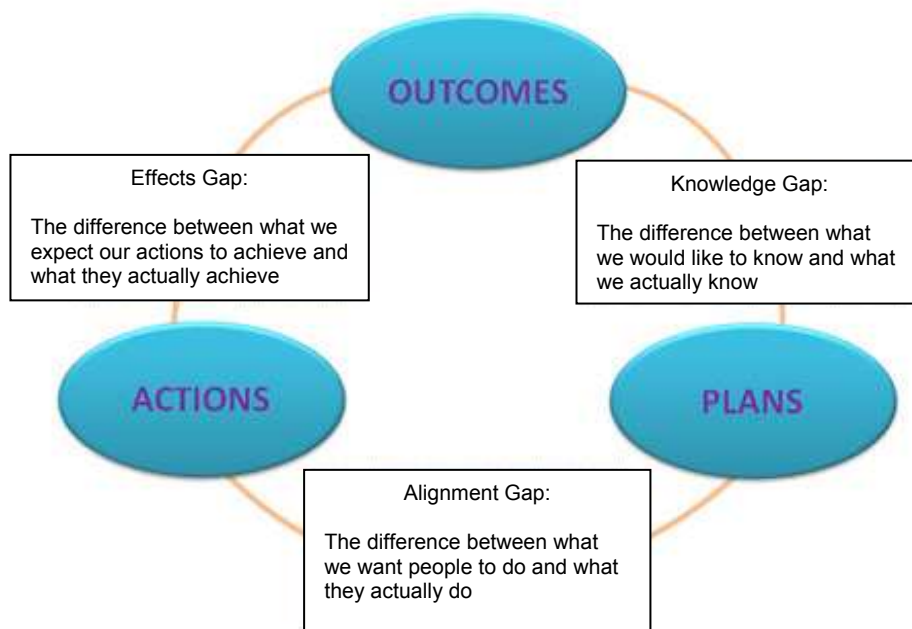 OUTCOMES
Effects Gap:
The difference between what we
expect our actions to achieve and
what they actually achieve
Knowledge Gap:
The difference between what
we would like to know and what
we actually know
ACTIONS
PLANS
Alignment Gap:
The difference between what
we want people to do and what
they actually do